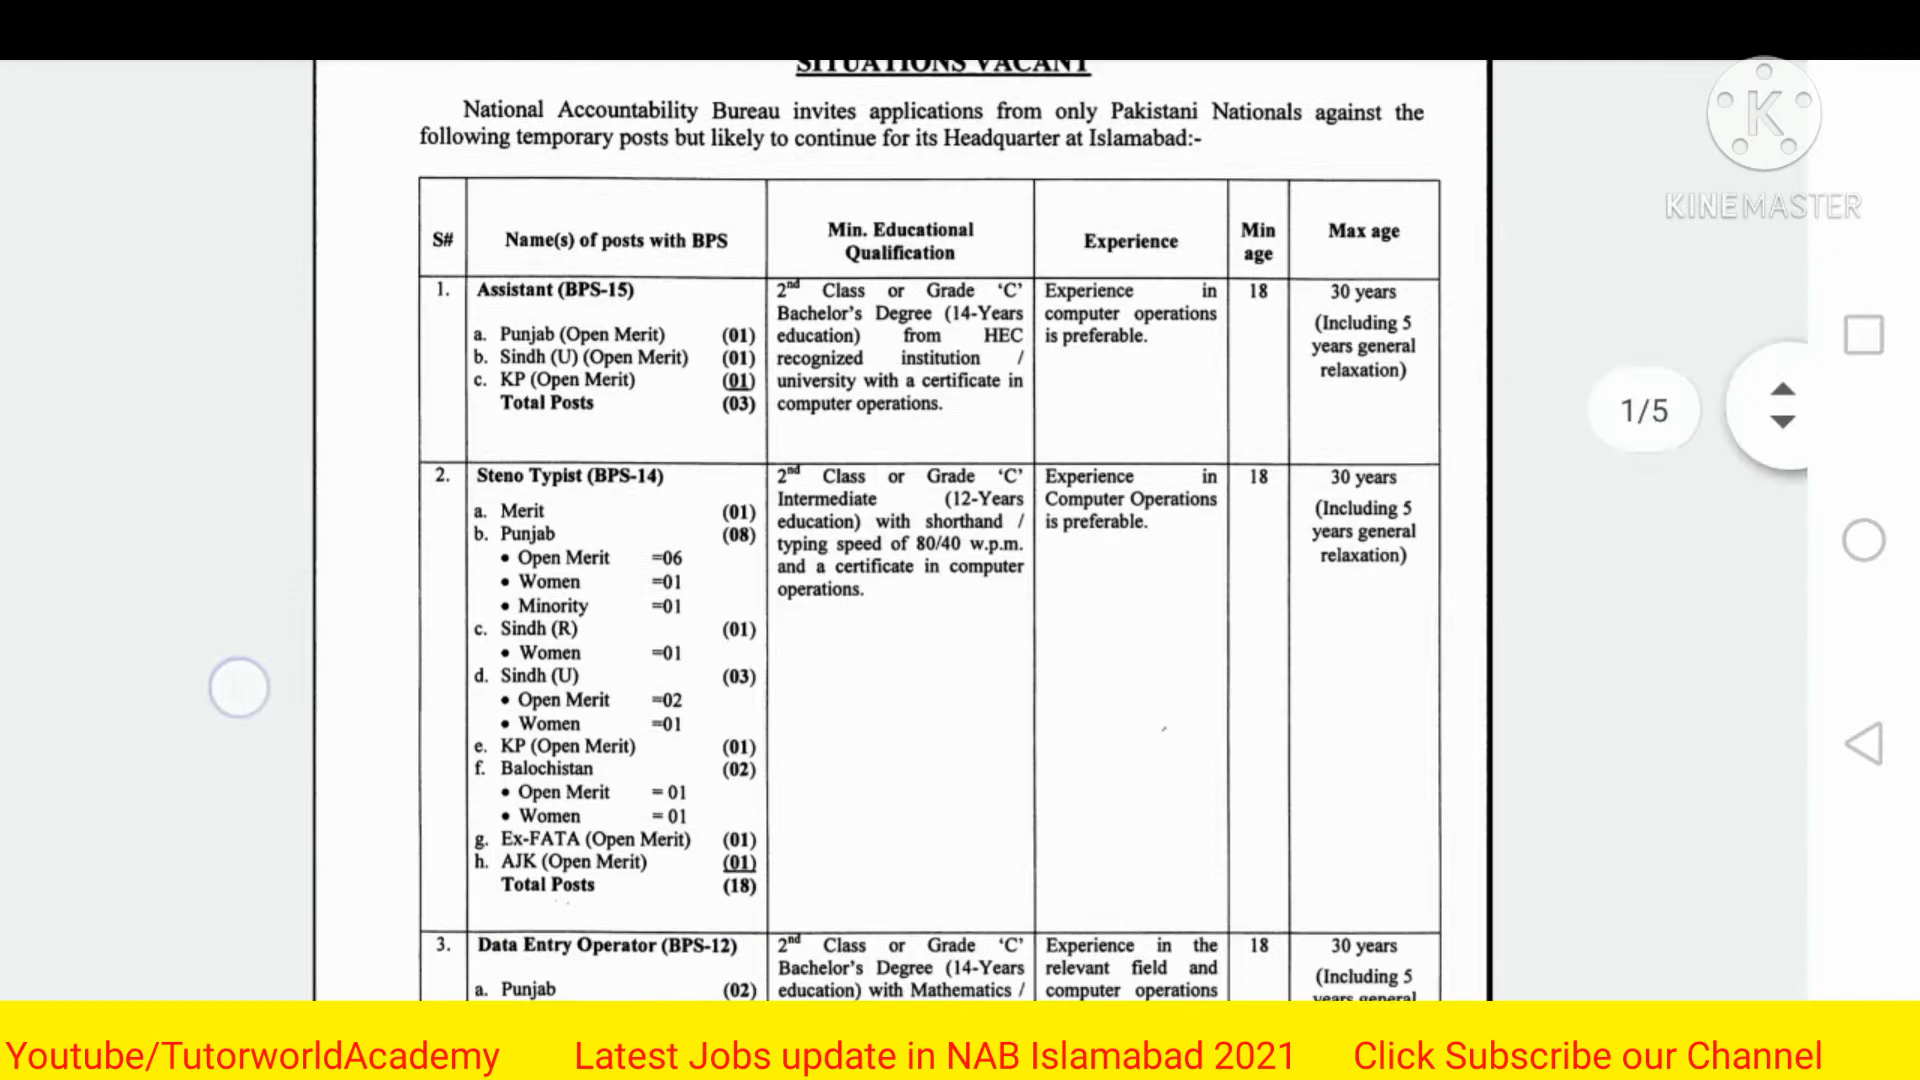 SITUATIONS VACANT
National Accountability Bureau invites applications from only Pakistani Nationals against the
following temporary posts but likely to continue for its Headquarter at Islamabad:-
K
KINEMASTER
S#
Name(s) of posts with BPS
Min. Educational
Qualification
Experience
Min
age
Max age
1.
Assistant (BPS-15)
a. Punjab (Open Merit) (01)
b. Sindh (U) (Open Merit) (01)
c. KP (Open Merit) (01)
Total Posts (03)
2nd Class or Grade ‘C’
Bachelor’s Degree (14-Years
education) from HEC
recognized institution /
university with a certificate in
computer operations.
Experience in
computer operations
is preferable.
18
30 years
(Including 5
years general
relaxation)
1/5
2.
Steno Typist (BPS-14)
a. Merit (01)
b. Punjab (08)
• Open Merit =06
• Women =01
• Minority =01
c. Sindh (R) (01)
• Women =01
d. Sindh (U) (03)
• Open Merit =02
• Women =01
e. KP (Open Merit) (01)
f. Balochistan (02)
• Open Merit = 01
• Women = 01
g. Ex-FATA (Open Merit) (01)
h. AJK (Open Merit) (01)
Total Posts (18)
2nd Class or Grade ‘C’
Intermediate (12-Years
education) with shorthand /
typing speed of 80/40 w.p.m.
and a certificate in computer
operations.
Experience in
Computer Operations
is preferable.
18
30 years
(Including 5
years general
relaxation)
3.
Data Entry Operator (BPS-12)
a. Punjab (02)
2nd Class or Grade ‘C’
Bachelor’s Degree (14-Years
education) with Mathematics /
Experience in the
relevant field and
computer operations
18
30 years
(Including 5
years general
Youtube/TutorworldAcademy Latest Jobs update in NAB Islamabad 2021 Click Subscribe our Channel